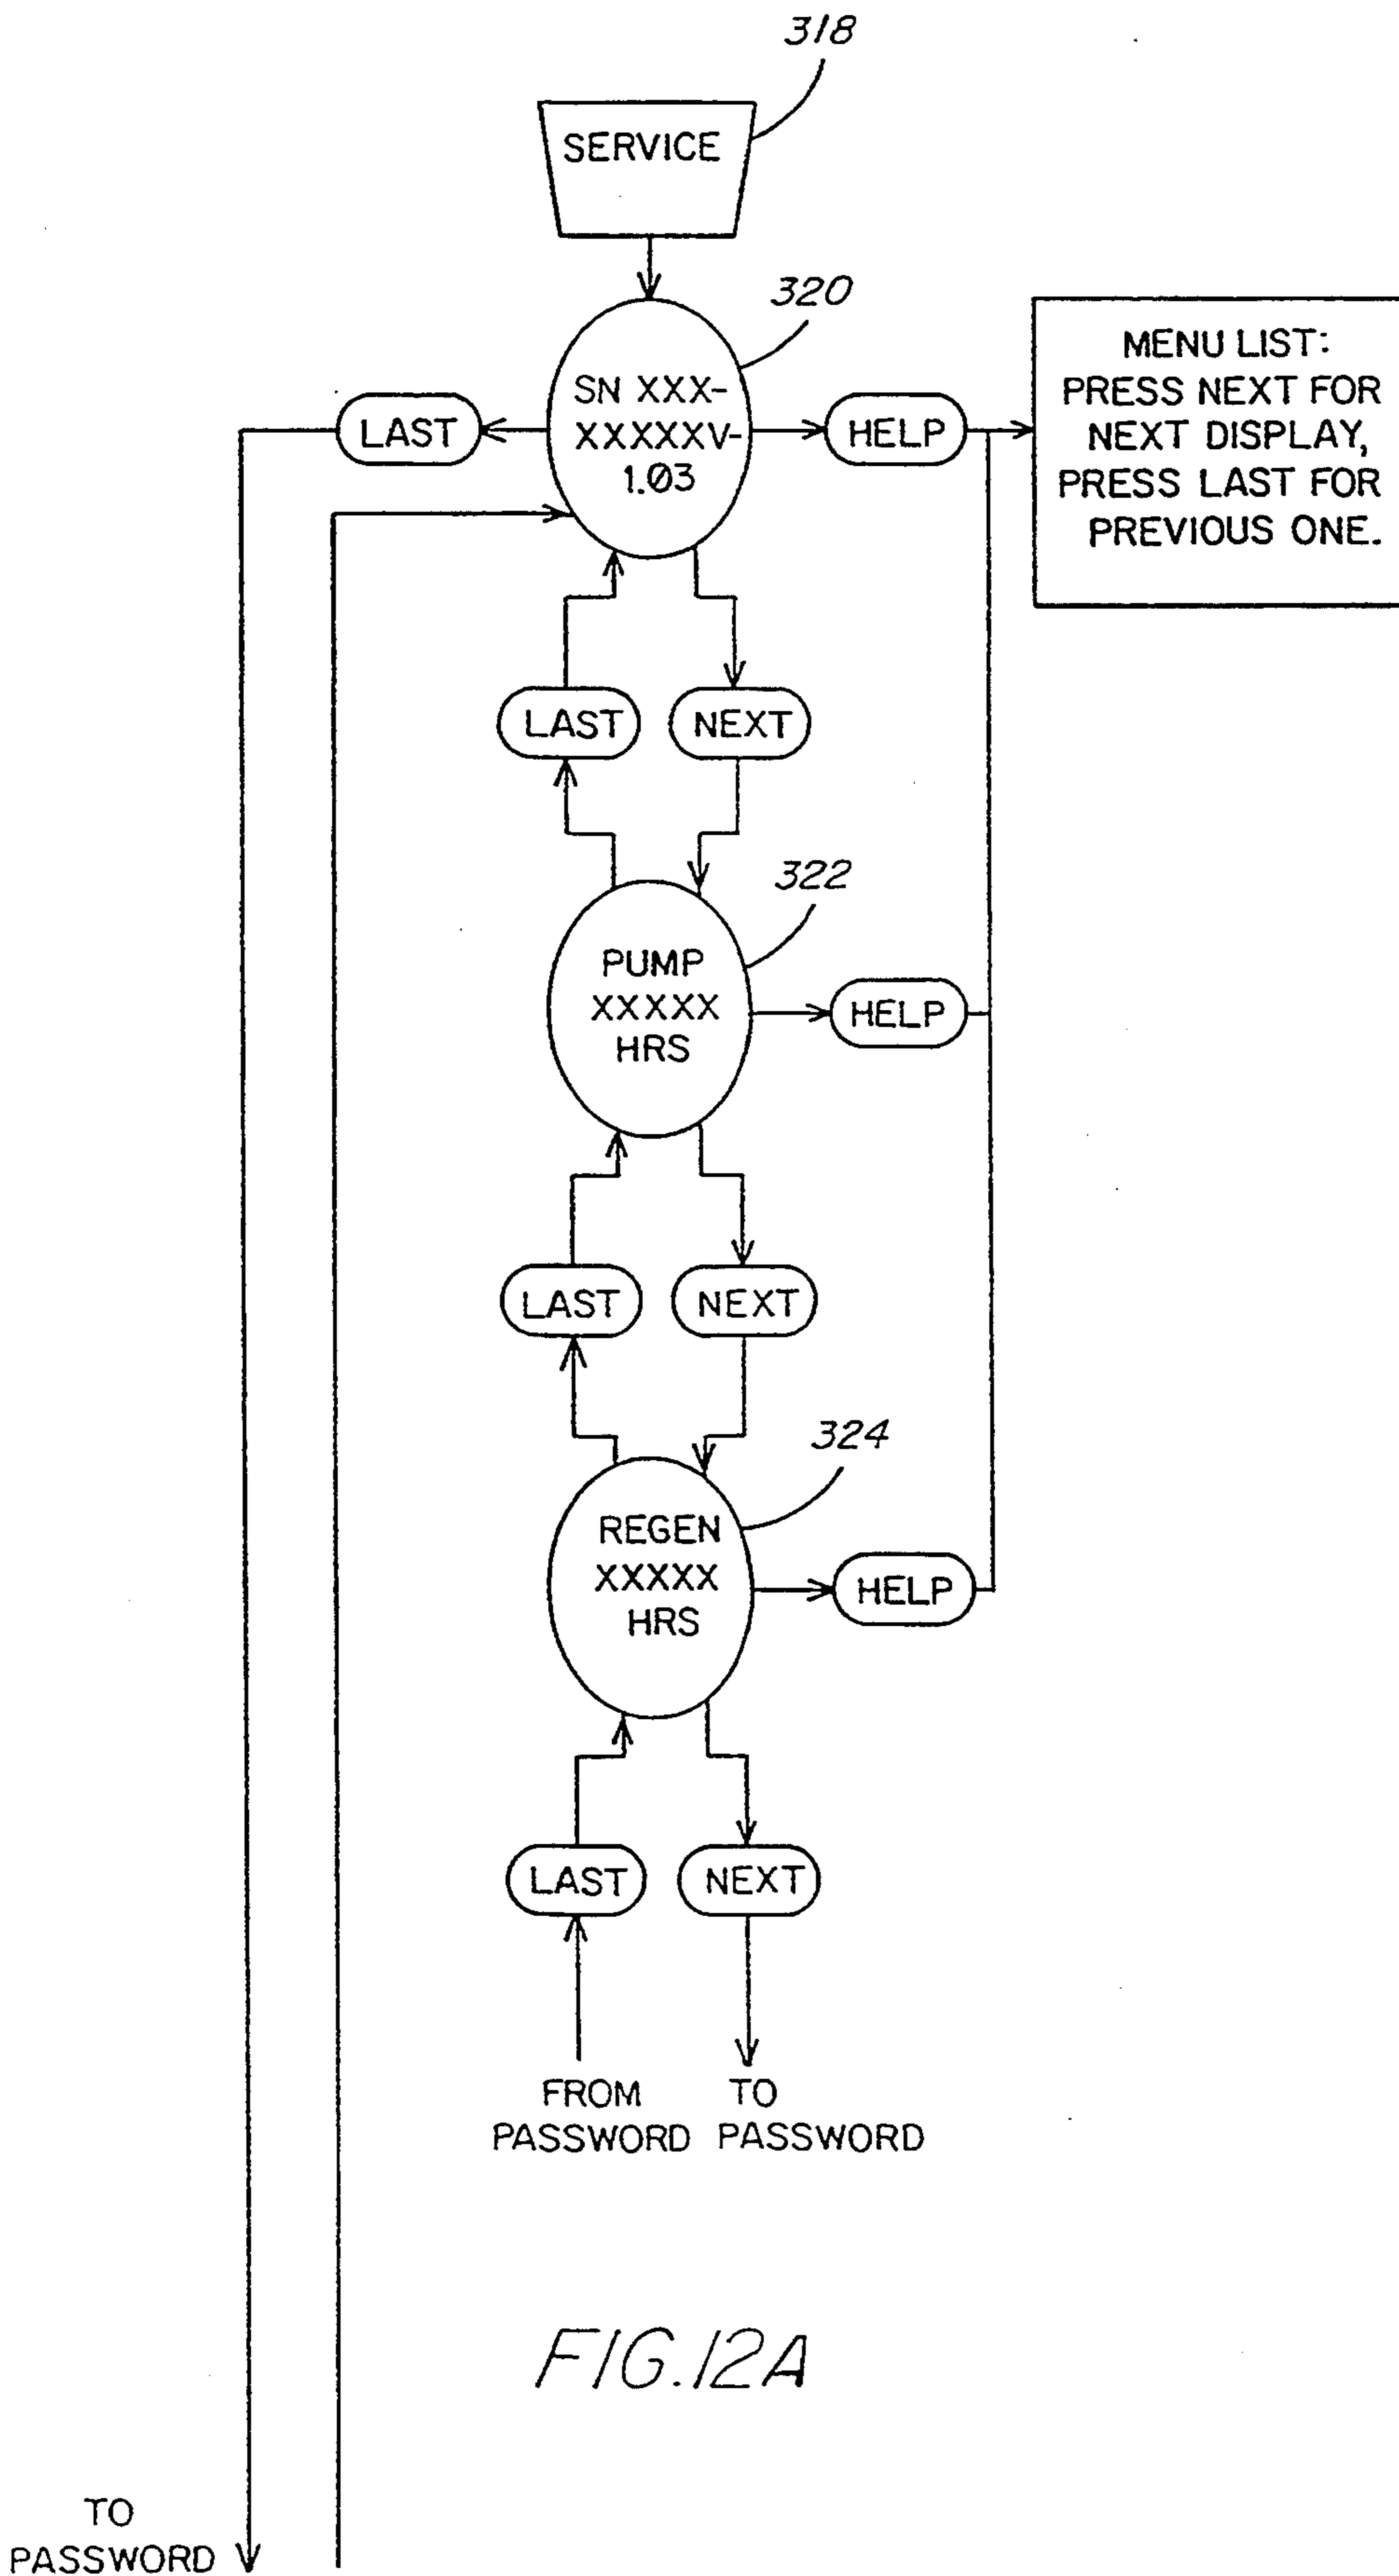 318
SERVICE
320
SN XXX-
XXXXXV-
1.03
LAST
HELP
MENU LIST:
PRESS NEXT FOR
NEXT DISPLAY,
PRESS LAST FOR
PREVIOUS ONE.
LAST
NEXT
322
PUMP
XXXXX
HRS
HELP
LAST
NEXT
324
REGEN
XXXXX
HRS
HELP
LAST
NEXT
FROM
PASSWORD
TO
PASSWORD
FIG.12A
TO
PASSWORD